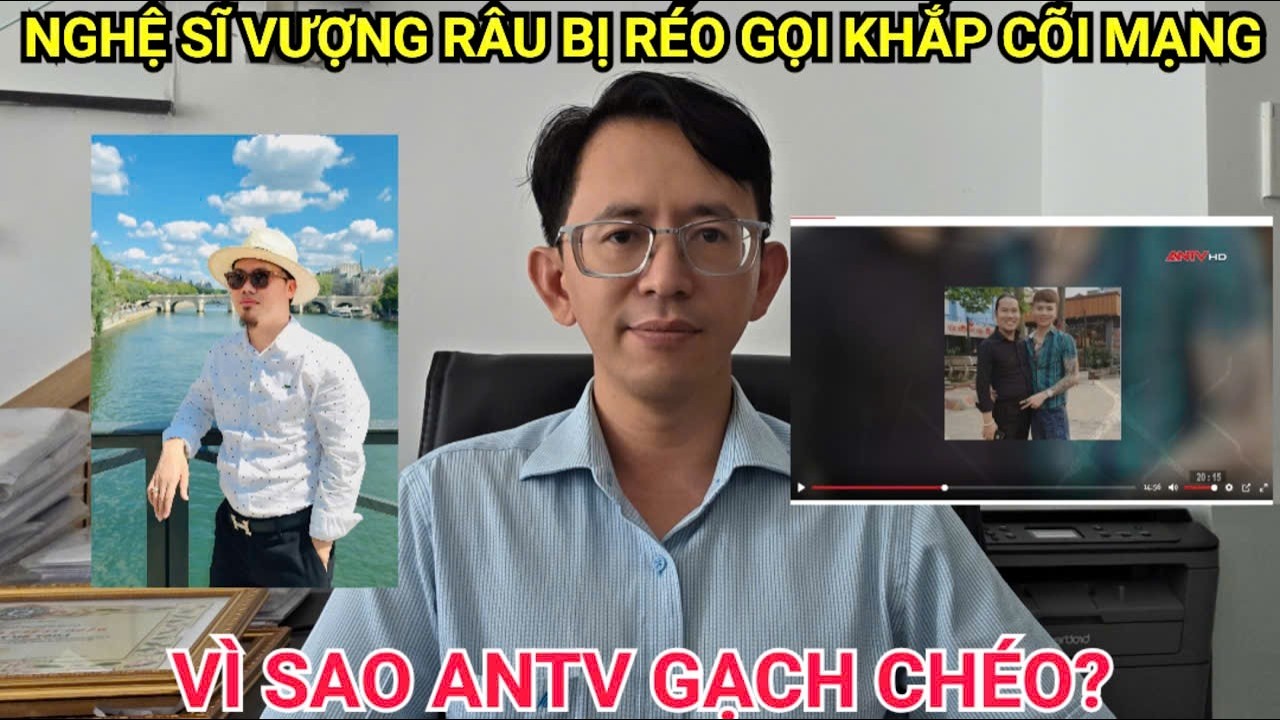 NGHỆ SĨ VƯỢNG RÂU BỊ RÉO GỌI KHẮP CÕI MẠNG
ANTV HD
20:15
14:56
VÌ SAO ANTV GẠCH CHÉO?